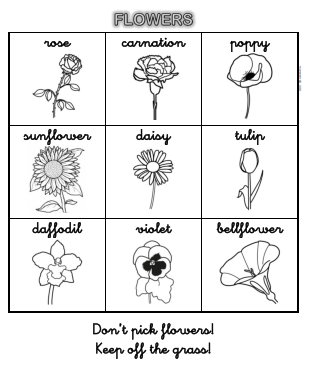 FLOWERS
rose
carnation
poppy
sunflower
daisy
tulip
daffodil
violet
bellflower
Don't pick flowers!
Keep off the grass!